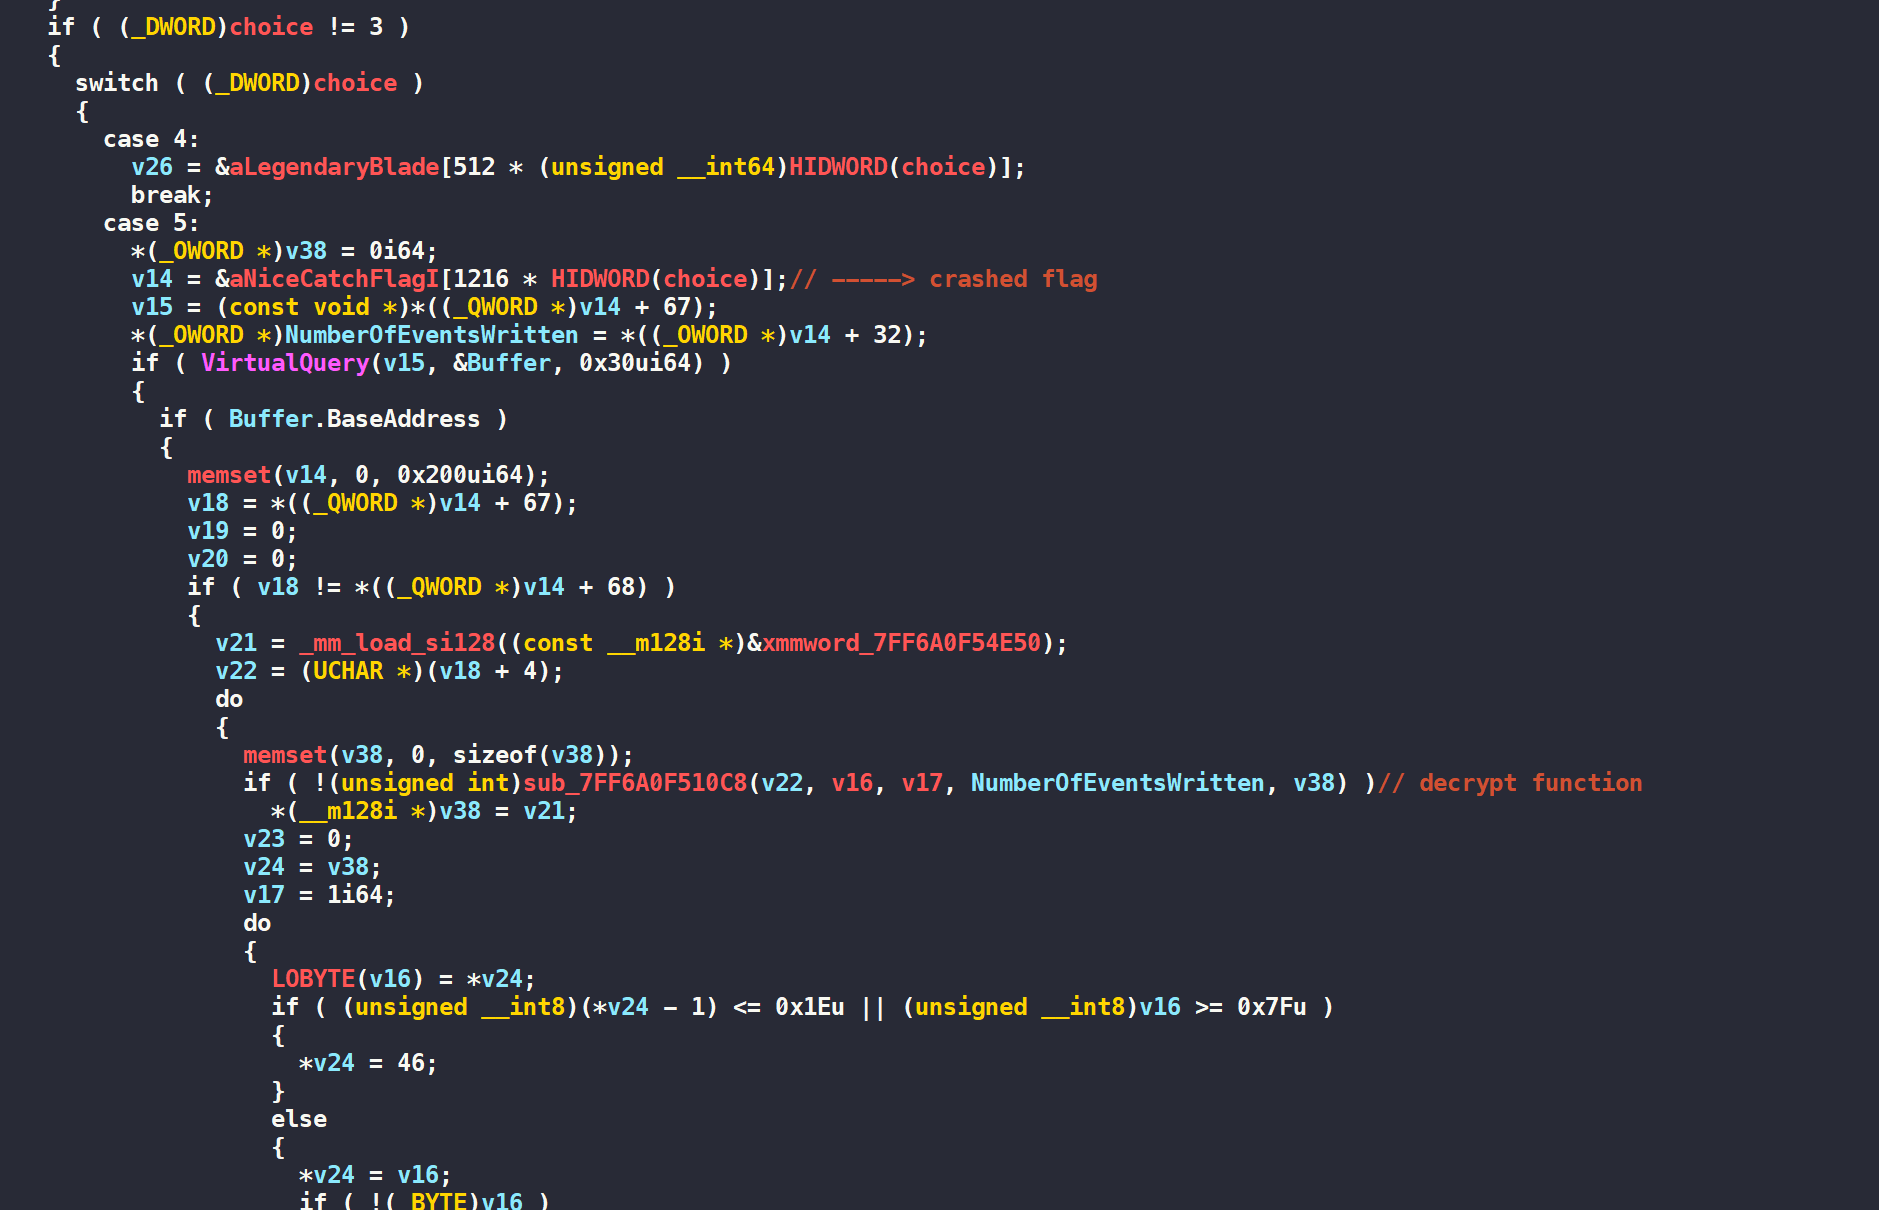 }
if ( (_DWORD)choice != 3 )
{
switch ( (_DWORD)choice )
{
case 4:
v26 = &aLegendaryBlade[512 * (unsigned __int64)HIDWORD(choice)];
break;
case 5:
*(_OWORD *)v38 = 0i64;
v14 = &aNiceCatchFlagI[1216 * HIDWORD(choice)];// -----> crashed flag
v15 = (const void *)*((_QWORD *)v14 + 67);
*(_OWORD *)NumberOfEventsWritten = *((_OWORD *)v14 + 32);
if ( VirtualQuery(v15, &Buffer, 0x30ui64) )
{
if ( Buffer.BaseAddress )
{
memset(v14, 0, 0x200ui64);
v18 = *((_QWORD *)v14 + 67);
v19 = 0;
v20 = 0;
if ( v18 != *((_QWORD *)v14 + 68) )
{
v21 = _mm_load_si128((const __m128i *)&xmmword_7FF6A0F54E50);
v22 = (UCHAR *)(v18 + 4);
do
{
memset(v38, 0, sizeof(v38));
if ( !(unsigned int)sub_7FF6A0F510C8(v22, v16, v17, NumberOfEventsWritten, v38) )// decrypt function
*(__m128i *)v38 = v21;
v23 = 0;
v24 = v38;
v17 = 1i64;
do
{
LOBYTE(v16) = *v24;
if ( (unsigned __int8)(*v24 - 1) <= 0x1Eu || (unsigned __int8)v16 >= 0x7Fu )
{
*v24 = 46;
}
else
{
*v24 = v16;
if ( !(_BYTE)v16 )